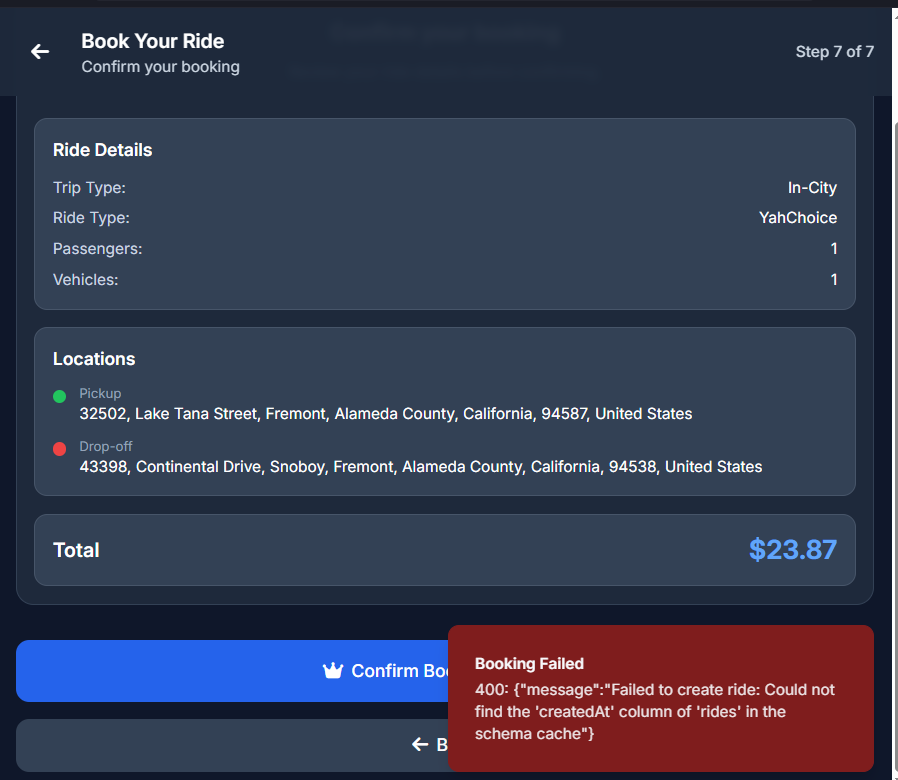 Book Your Ride
Confirm your booking
Step 7 of 7
Ride Details
Trip Type: In-City
Ride Type: YahChoice
Passengers: 1
Vehicles: 1
Locations
Pickup
32502, Lake Tana Street, Fremont, Alameda County, California, 94587, United States
Drop-off
43398, Continental Drive, Snoboy, Fremont, Alameda County, California, 94538, United States
Total $23.87
Confirm Boo
B
Booking Failed
400: {"message":"Failed to create ride: Could not
find the 'createdAt' column of 'rides' in the
schema cache"}